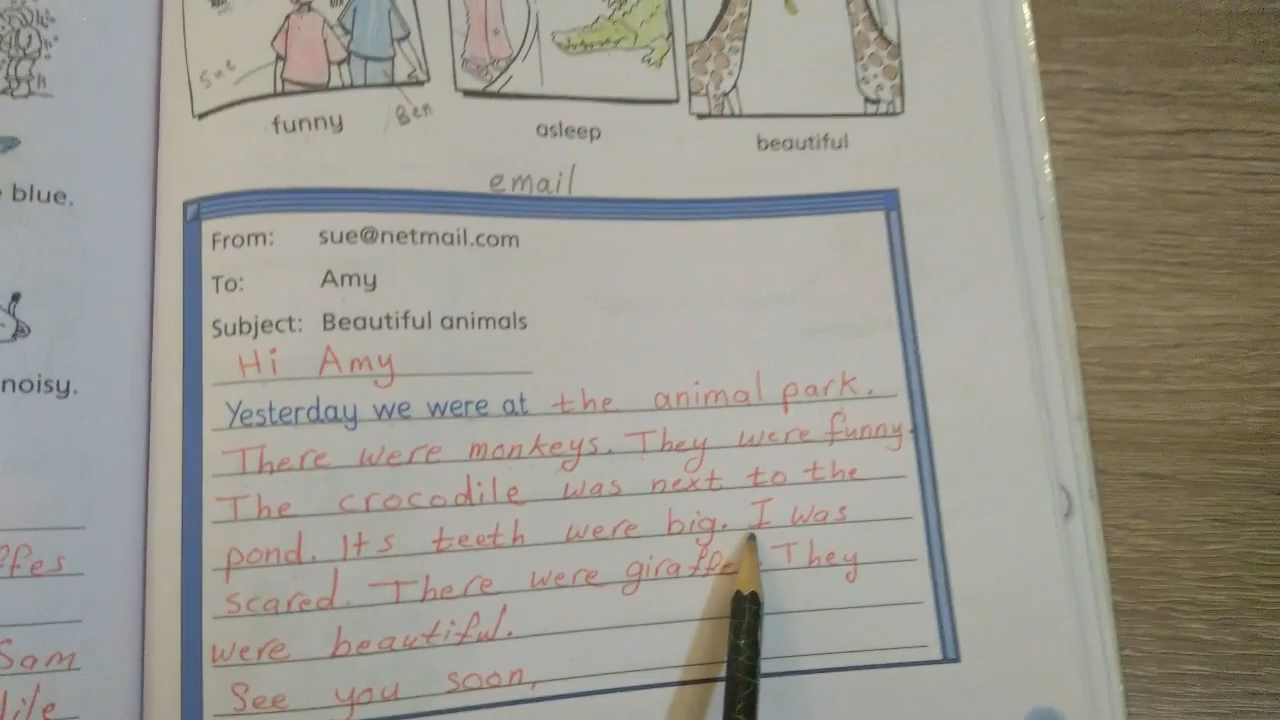 Sue
Ben
funny
asleep
beautiful
email
blue.
noisy.
From: sue@netmail.com
To: Amy
Subject: Beautiful animals
Hi Amy
Yesterday we were at the animal park.
There were monkeys. They were funny.
The crocodile was next to the
pond. Its teeth were big. I was
scared. There were giraffes. They
were beautiful.
See you soon,
Sam